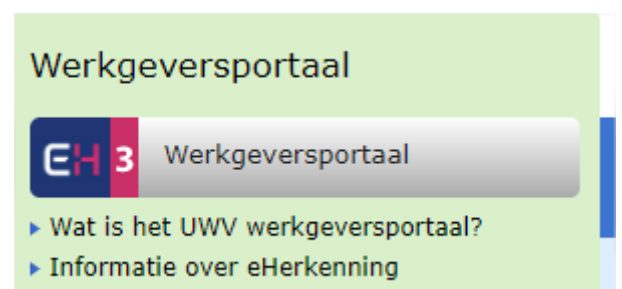 Werkgeversportaal
EH 3 Werkgeversportaal
Wat is het UWV werkgeversportaal?
Informatie over eHerkenning